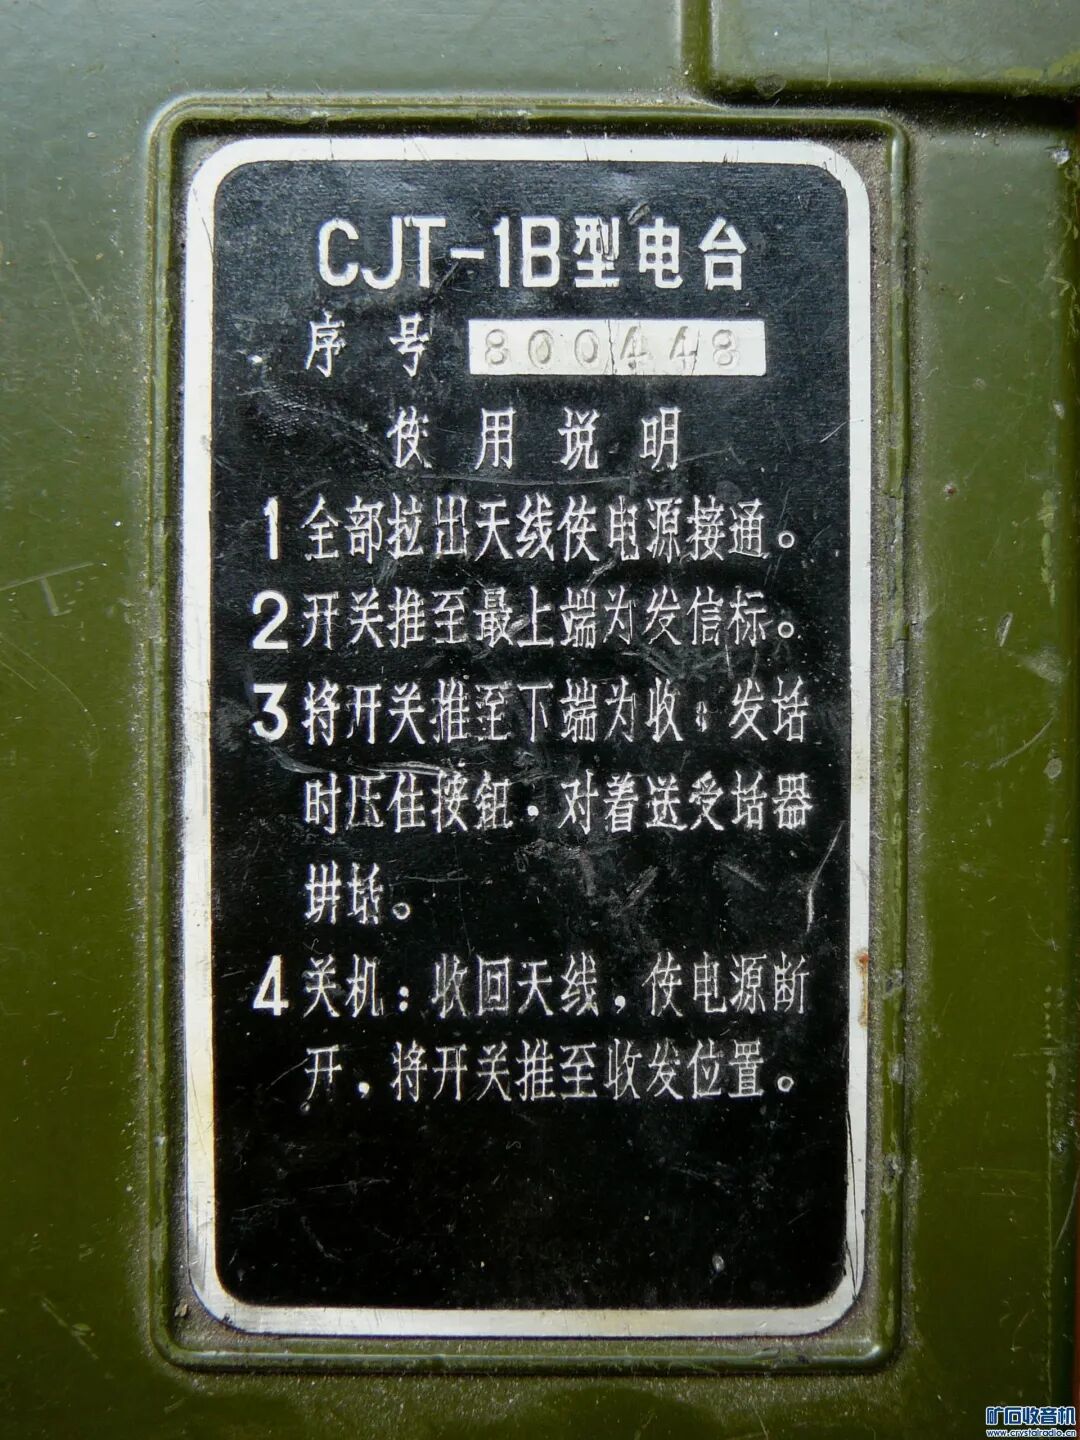 CJT-1B型电台
序号 800448
使用说明
1 全部拉出天线使电源接通。
2 开关推至最上端为发信标。
3 将开关推至下端为收：发话
时压住按钮．对着送受话器
讲话。
4 关机：收回天线，使电源断
开，将开关推至收发位置。
矿石收音机
www.crystalradio.cn